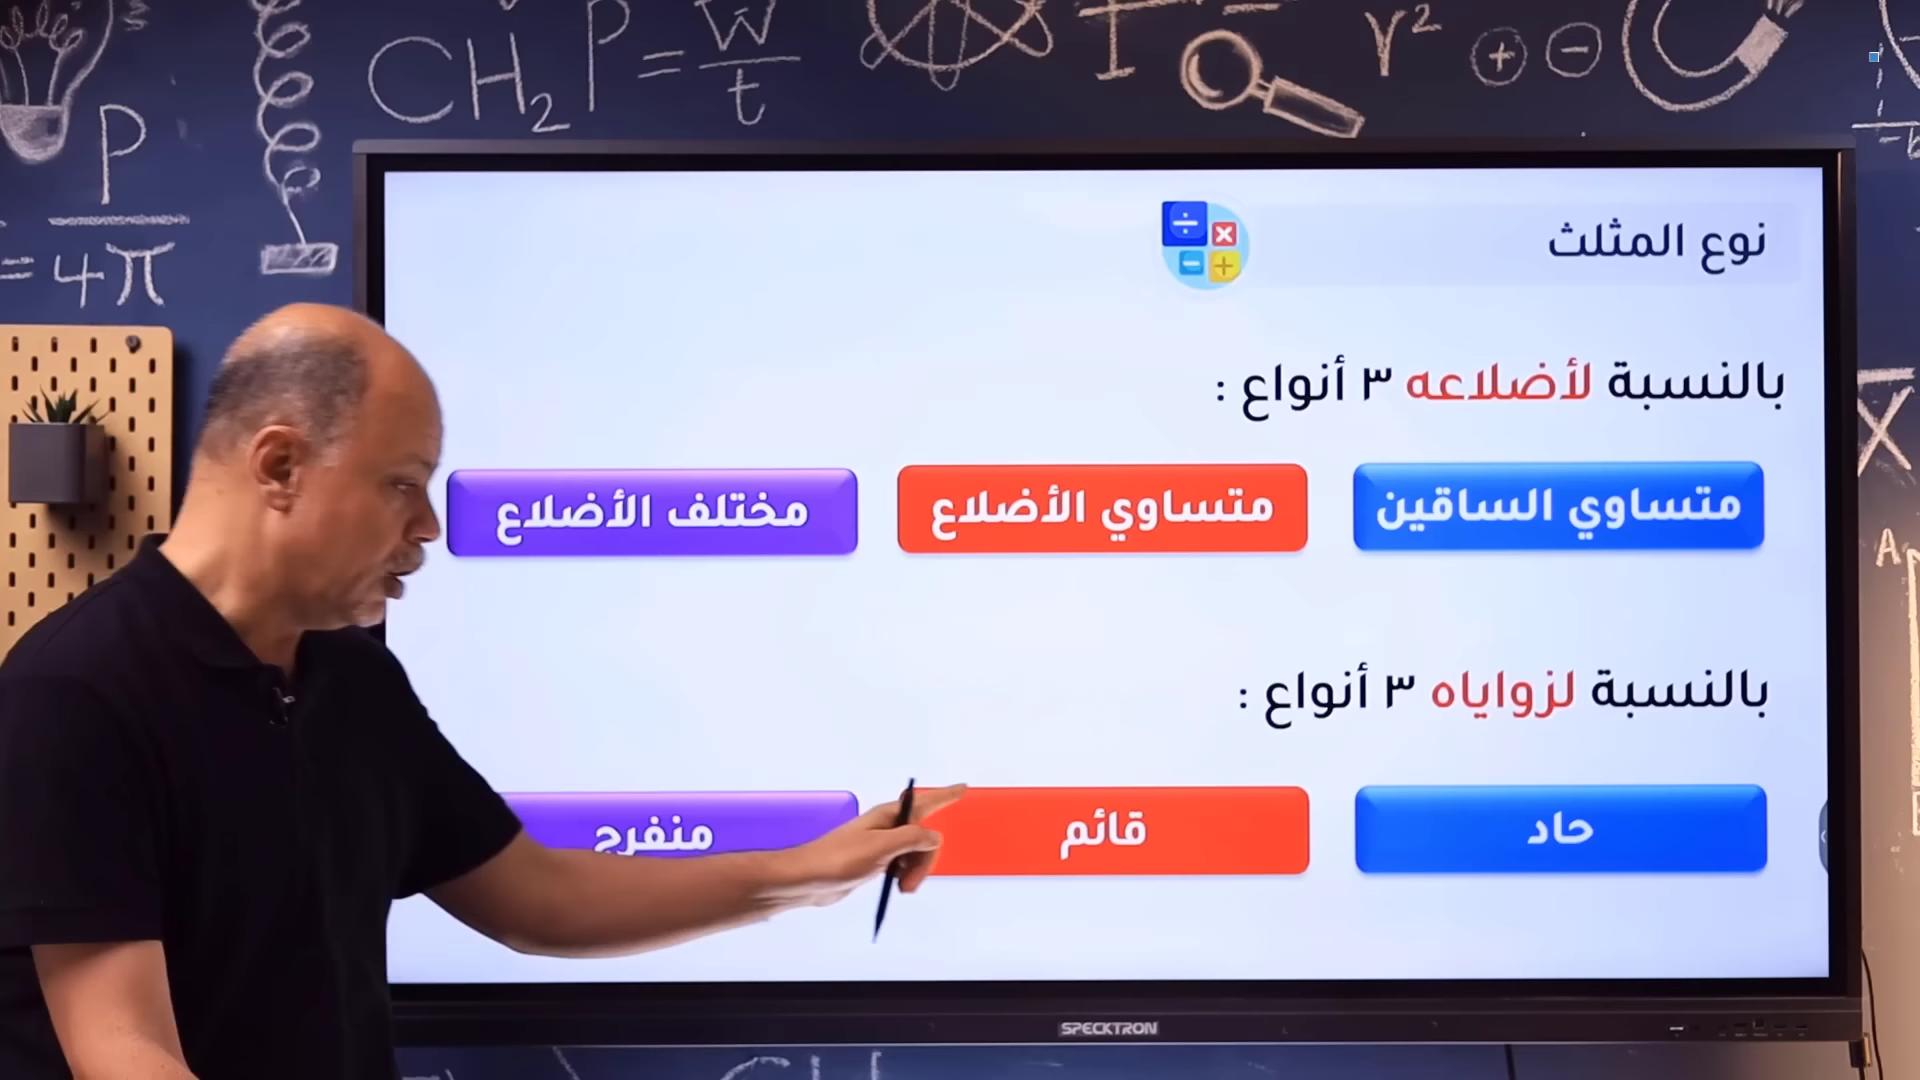 CH2
P = W/t
r²
P
= 4π
نوع المثلث
بالنسبة لأضلاعه ٣ أنواع :
متساوي الساقين
متساوي الأضلاع
مختلف الأضلاع
بالنسبة لزواياه ٣ أنواع :
حاد
قائم
منفرج
X
A
SPECKTRON